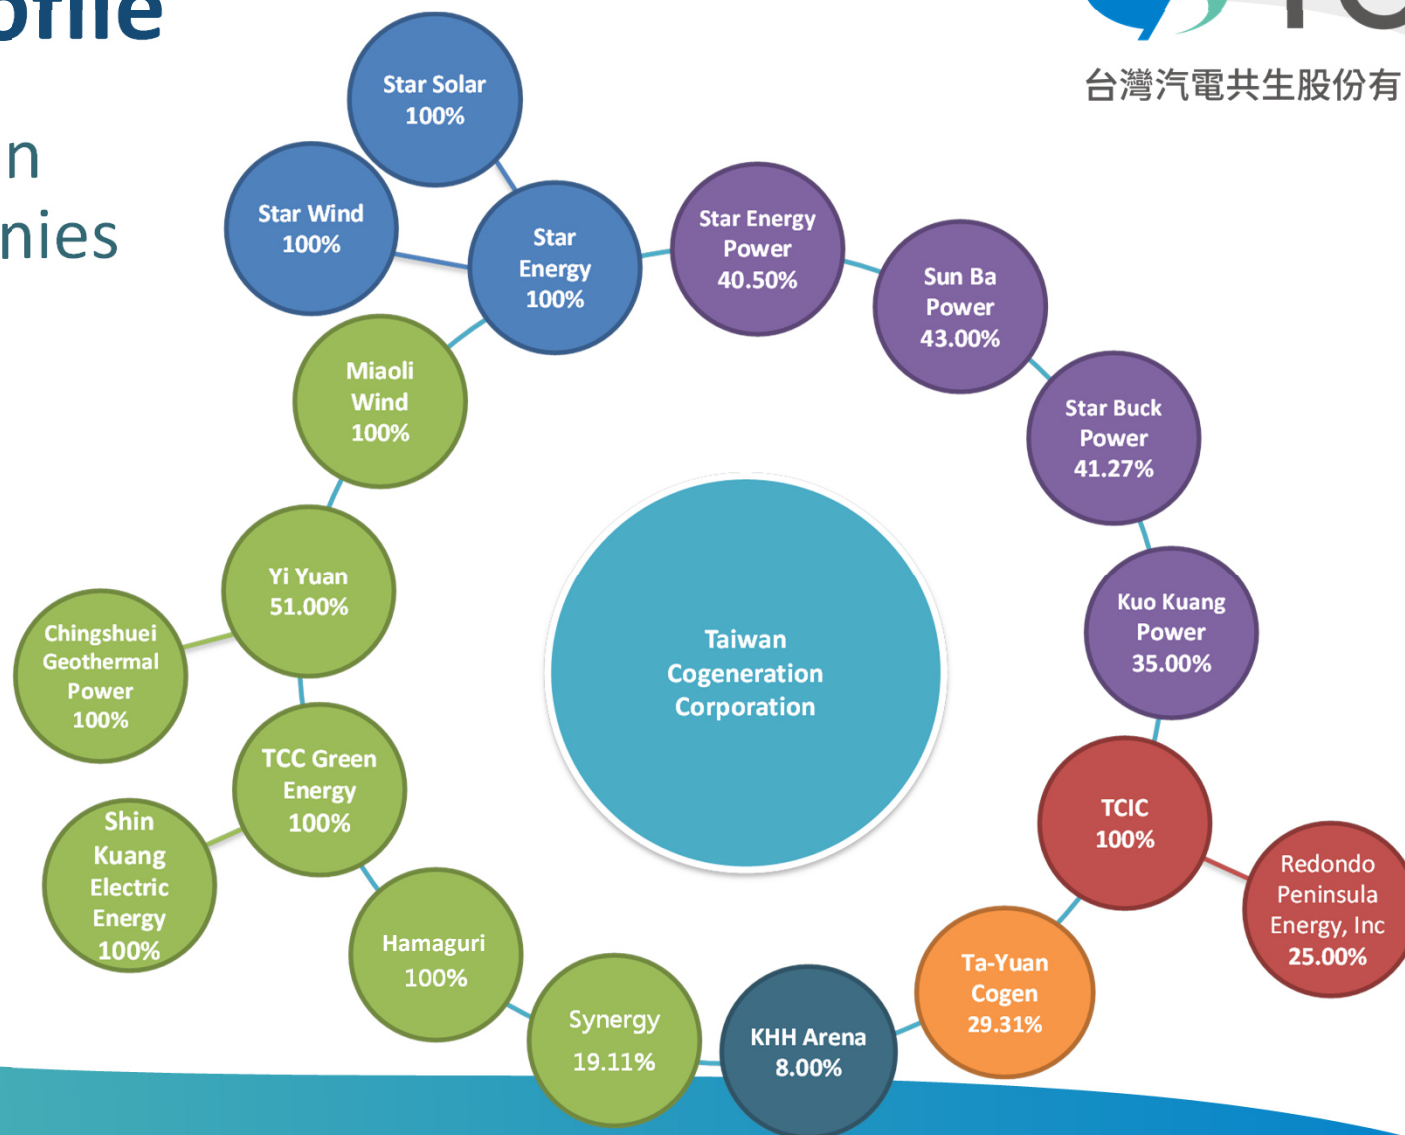 ofile
n
nies
台灣汽電共生股份有
Star Solar
100%
Star Wind
100%
Star
Energy
100%
Star Energy
Power
40.50%
Sun Ba
Power
43.00%
Star Buck
Power
41.27%
Kuo Kuang
Power
35.00%
TCIC
100%
Redondo
Peninsula
Energy, Inc
25.00%
Ta-Yuan
Cogen
29.31%
KHH Arena
8.00%
Synergy
19.11%
Hamaguri
100%
TCC Green
Energy
100%
Shin
Kuang
Electric
Energy
100%
Yi Yuan
51.00%
Chingshuei
Geothermal
Power
100%
Miaoli
Wind
100%
Taiwan
Cogeneration
Corporation